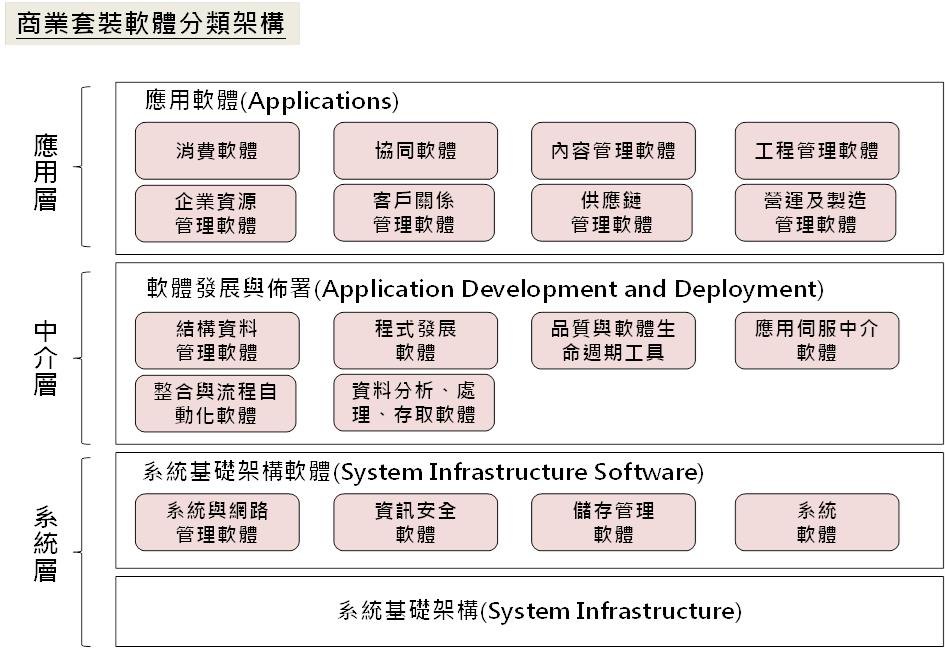 商業套裝軟體分類架構
應用層
應用軟體(Applications)
消費軟體
協同軟體
內容管理軟體
工程管理軟體
企業資源
管理軟體
客戶關係
管理軟體
供應鏈
管理軟體
營運及製造
管理軟體
中介層
軟體發展與佈署(Application Development and Deployment)
結構資料
管理軟體
程式發展
軟體
品質與軟體生
命週期工具
應用伺服中介
軟體
整合與流程自
動化軟體
資料分析、處
理、存取軟體
系統層
系統基礎架構軟體(System Infrastructure Software)
系統與網路
管理軟體
資訊安全
軟體
儲存管理
軟體
系統
軟體
系統基礎架構(System Infrastructure)